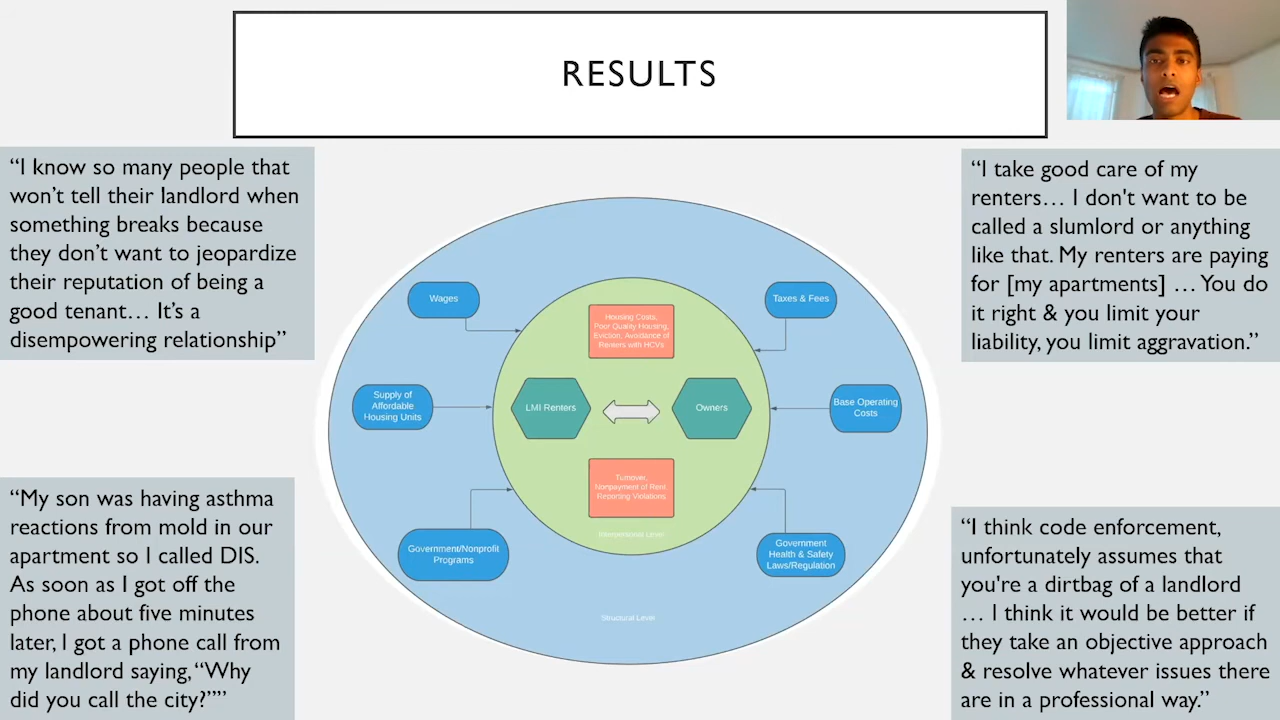 RESULTS
“I know so many people that
won’t tell their landlord when
something breaks because
they don’t want to jeopardize
their reputation of being a
good tenant… It’s a
disempowering relationship”
“My son was having asthma
reactions from mold in our
apartment so I called DIS.
As soon as I got off the
phone about five minutes
later, I got a phone call from
my landlord saying, “Why
did you call the city?””
Wages
Supply of
Affordable
Housing Units
Government/Nonprofit
Programs
Housing Costs,
Poor Quality Housing,
Eviction, Avoidance of
Renters with HCVs
LMI Renters
Owners
Turnover,
Nonpayment of Rent,
Reporting Violations
Interpersonal Level
Structural Level
Taxes & Fees
Base Operating
Costs
Government
Health & Safety
Laws/Regulation
“I take good care of my
renters… I don't want to be
called a slumlord or anything
like that. My renters are paying
for [my apartments] … You do
it right & you limit your
liability, you limit aggravation.”
“I think code enforcement,
unfortunately assumes that
you're a dirtbag of a landlord
… I think it would be better if
they take an objective approach
& resolve whatever issues there
are in a professional way.”